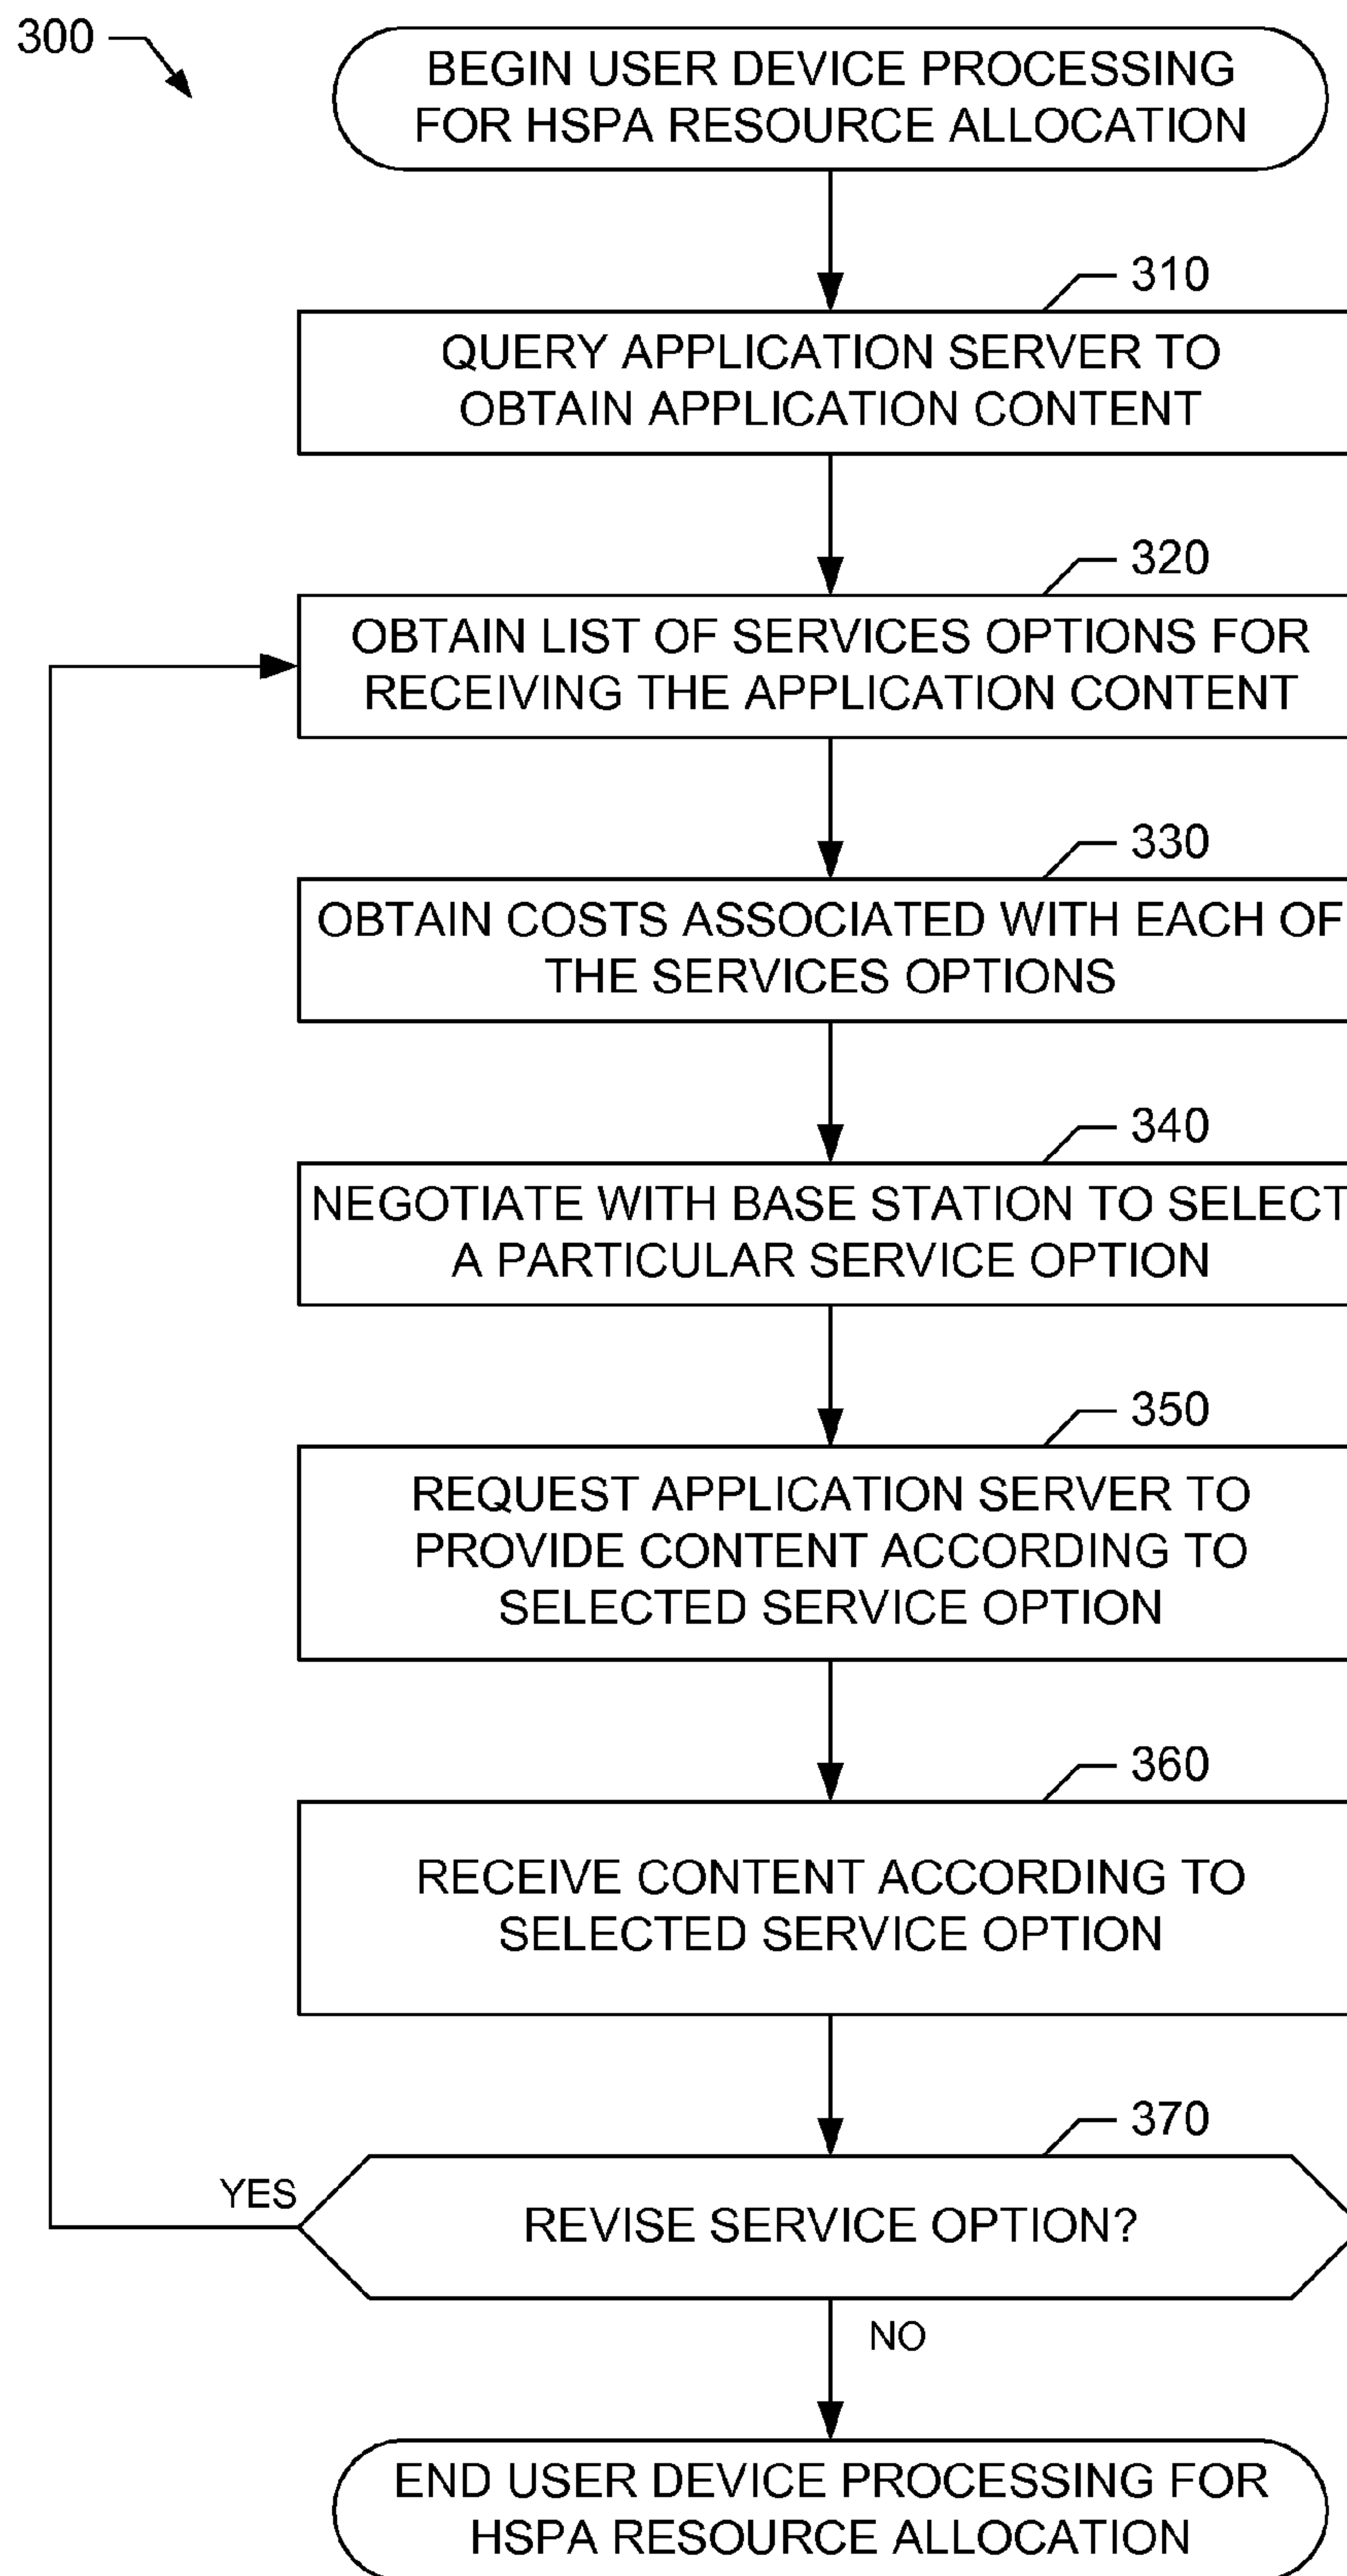 300
BEGIN USER DEVICE PROCESSING
FOR HSPA RESOURCE ALLOCATION
310
QUERY APPLICATION SERVER TO
OBTAIN APPLICATION CONTENT
320
OBTAIN LIST OF SERVICES OPTIONS FOR
RECEIVING THE APPLICATION CONTENT
330
OBTAIN COSTS ASSOCIATED WITH EACH OF
THE SERVICES OPTIONS
340
NEGOTIATE WITH BASE STATION TO SELECT
A PARTICULAR SERVICE OPTION
350
REQUEST APPLICATION SERVER TO
PROVIDE CONTENT ACCORDING TO
SELECTED SERVICE OPTION
360
RECEIVE CONTENT ACCORDING TO
SELECTED SERVICE OPTION
370
YES
REVISE SERVICE OPTION?
NO
END USER DEVICE PROCESSING FOR
HSPA RESOURCE ALLOCATION